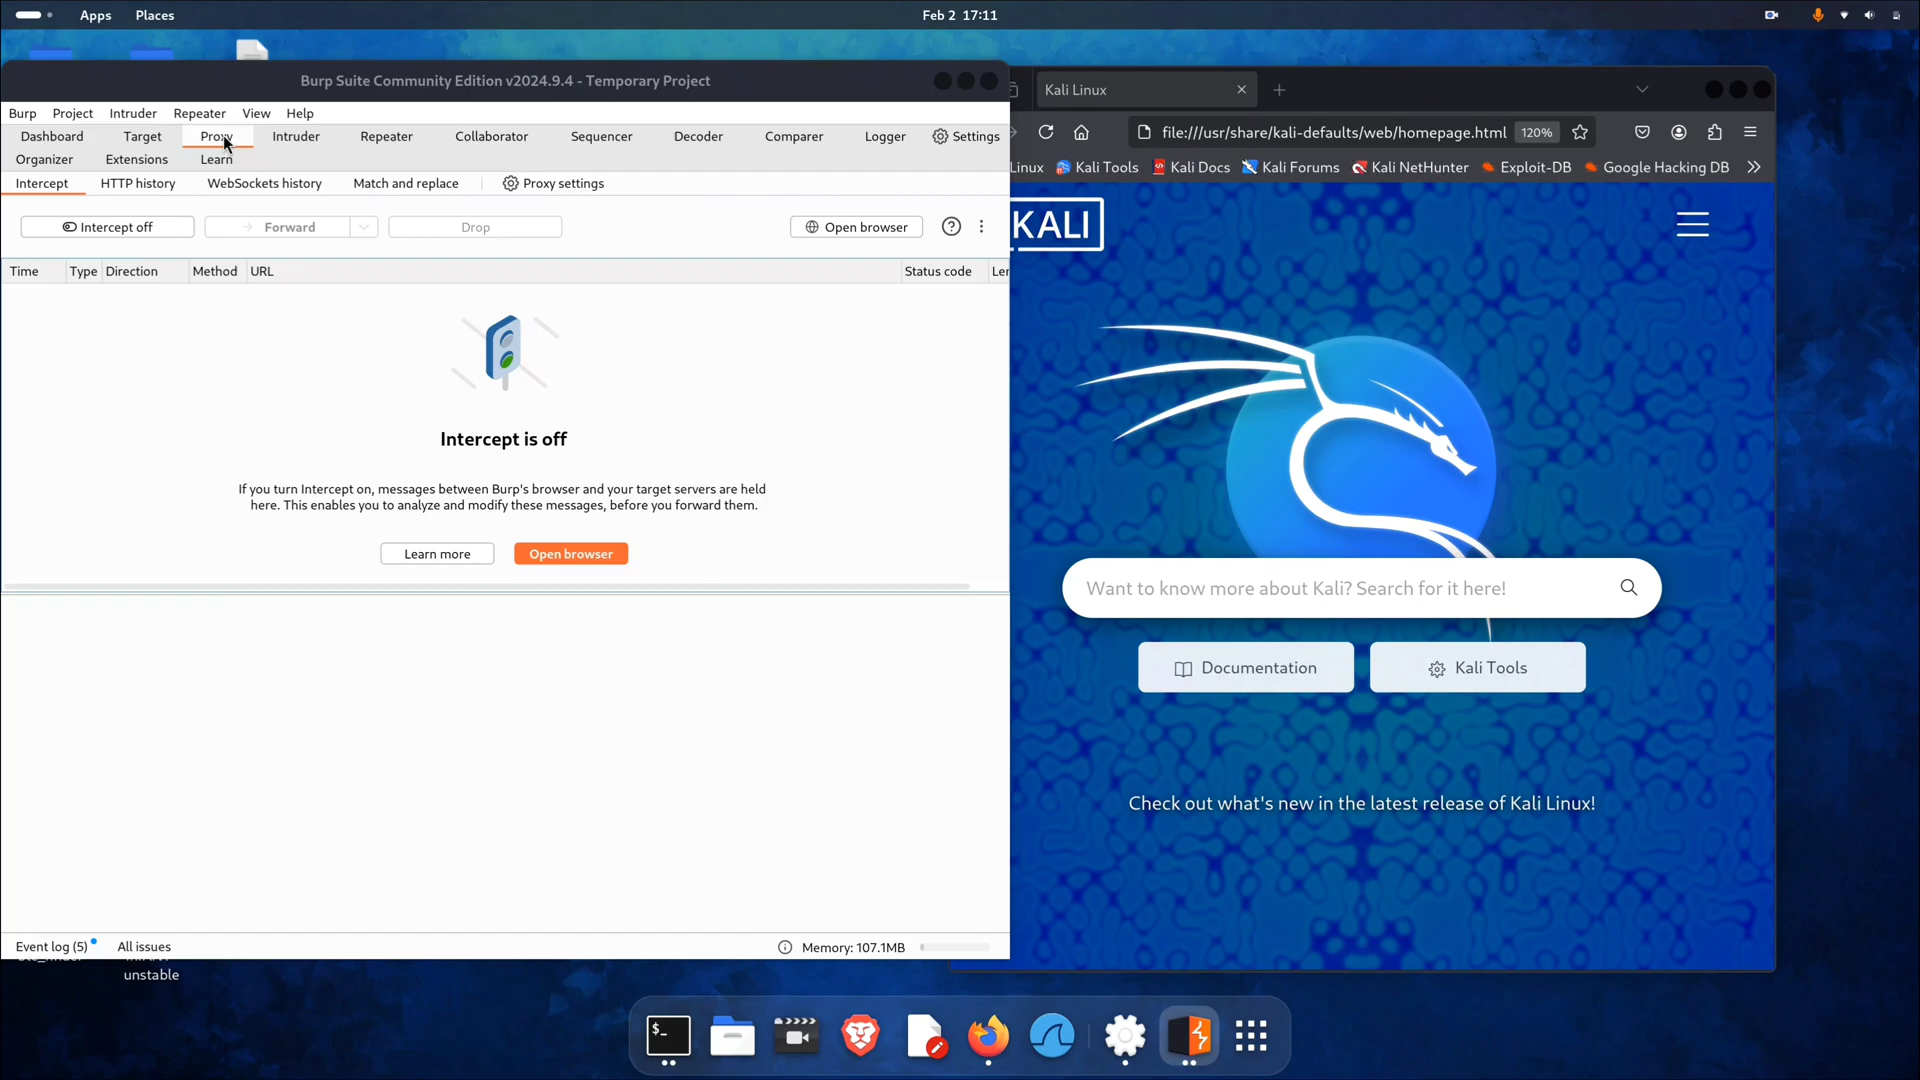 Apps Places Feb 2 17:11
Burp Suite Community Edition v2024.9.4 - Temporary Project
Burp Project Intruder Repeater View Help
Dashboard Target Proxy Intruder Repeater Collaborator Sequencer Decoder Comparer Logger Settings
Organizer Extensions Learn
Intercept HTTP history WebSockets history Match and replace Proxy settings
Intercept off Forward Drop Open browser
Time Type Direction Method URL Status code Ler
Intercept is off
If you turn Intercept on, messages between Burp's browser and your target servers are held
here. This enables you to analyze and modify these messages, before you forward them.
Learn more Open browser
Event log (5) All issues Memory: 107.1MB
unstable
Kali Linux
file:///usr/share/kali-defaults/web/homepage.html 120%
Linux Kali Tools Kali Docs Kali Forums Kali NetHunter Exploit-DB Google Hacking DB
KALI
Want to know more about Kali? Search for it here!
Documentation Kali Tools
Check out what's new in the latest release of Kali Linux!
$_